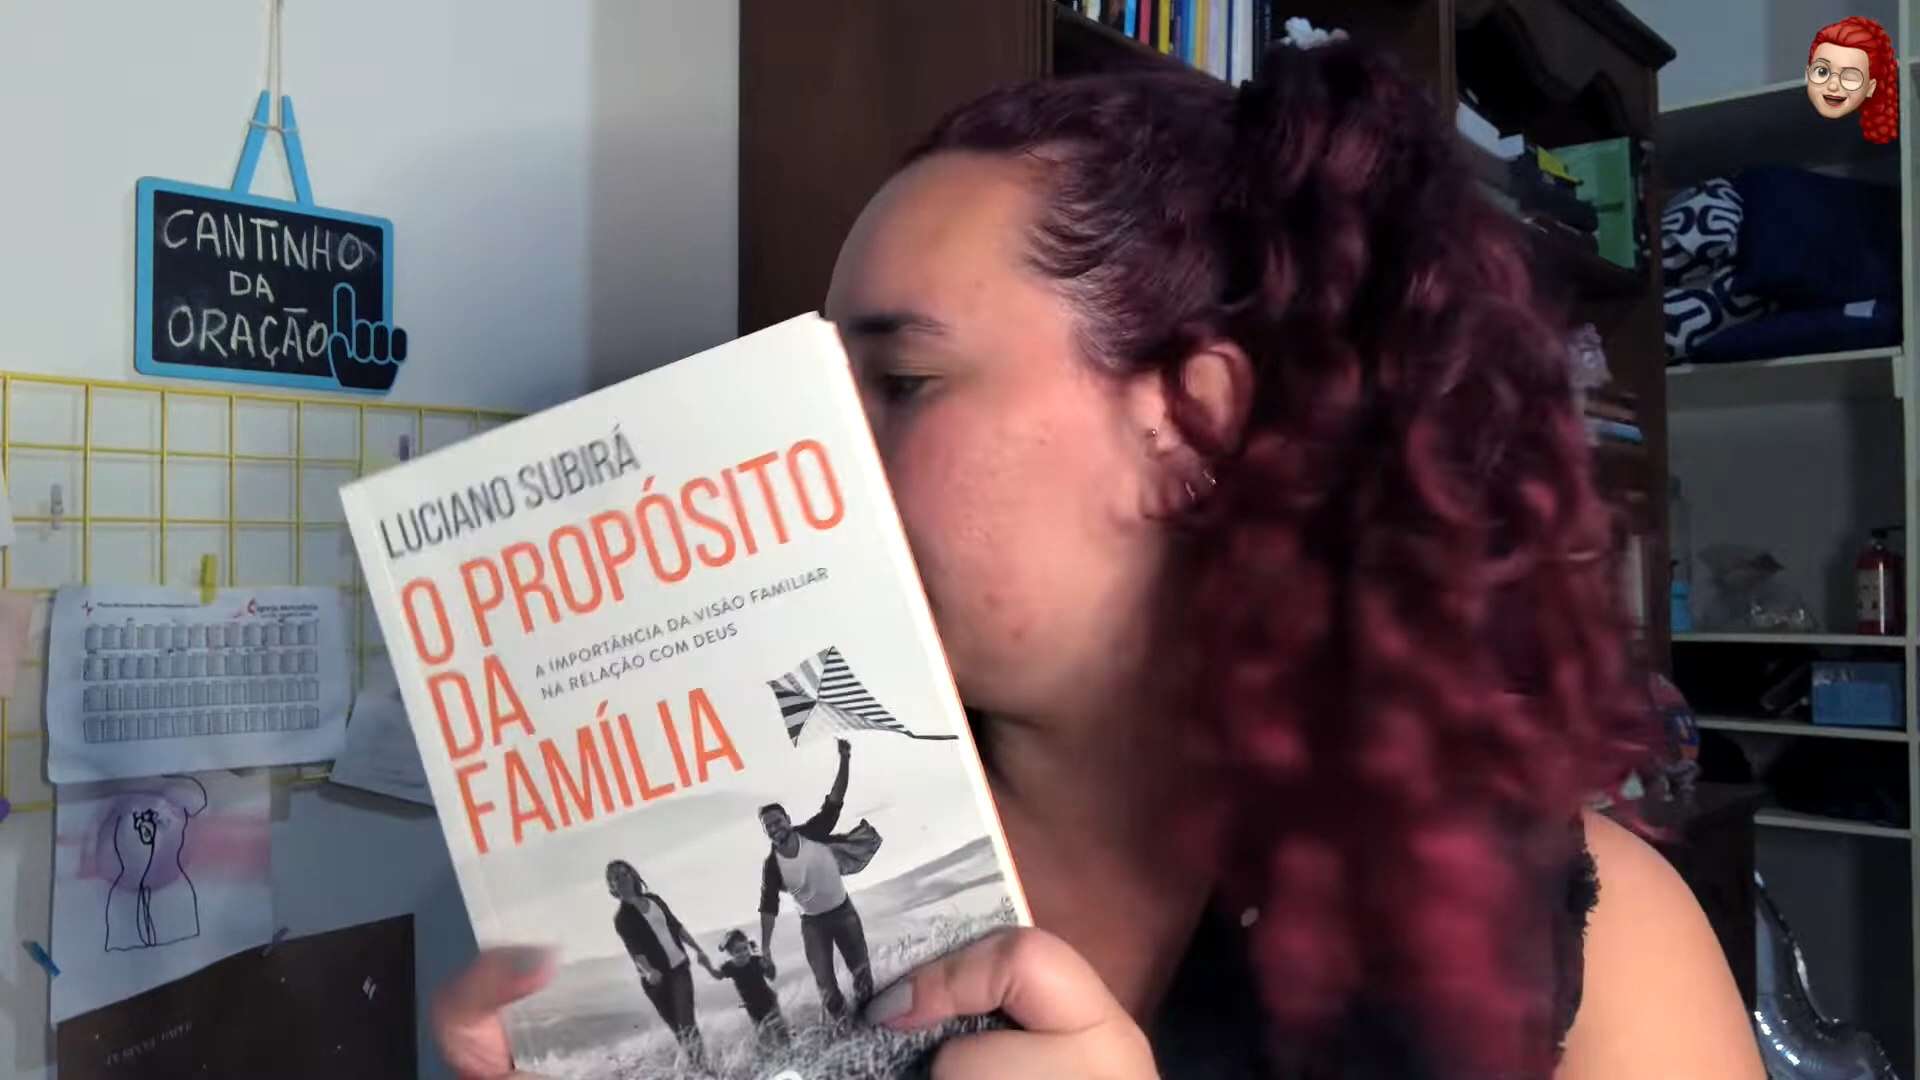 CANTINHO
DA
ORAÇÃO
LUCIANO SUBIRÁ
O PROPÓSITO
DA
A IMPORTÂNCIA DA VISÃO FAMILIAR
NA RELAÇÃO COM DEUS
FAMÍLIA